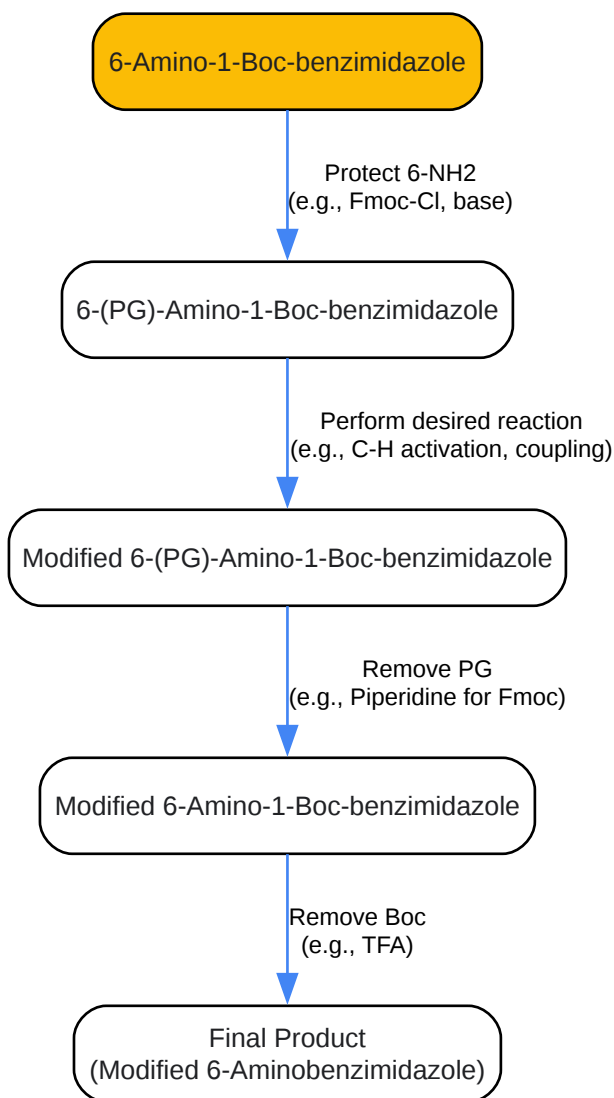 6-Amino-1-Boc-benzimidazole
Protect 6-NH2
(e.g., Fmoc-Cl, base)
6-(PG)-Amino-1-Boc-benzimidazole
Perform desired reaction
(e.g., C-H activation, coupling)
Modified 6-(PG)-Amino-1-Boc-benzimidazole
Remove PG
(e.g., Piperidine for Fmoc)
Modified 6-Amino-1-Boc-benzimidazole
Remove Boc
(e.g., TFA)
Final Product
(Modified 6-Aminobenzimidazole)